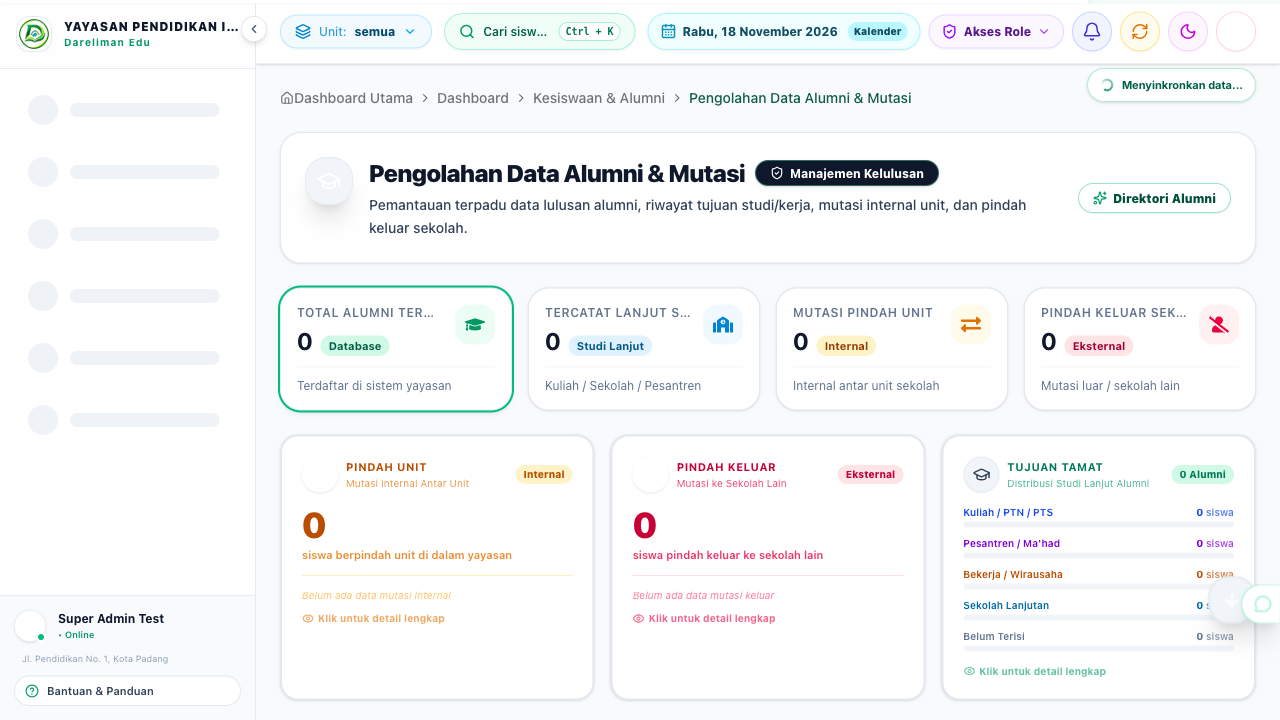 YAYASAN PENDIDIKAN I...
Dareliman Edu
Unit: semua
Cari sisw... Ctrl + K
Rabu, 18 November 2026 Kalender
Akses Role
Menyinkronkan data...
Dashboard Utama > Dashboard > Kesiswaan & Alumni > Pengolahan Data Alumni & Mutasi
Pengolahan Data Alumni & Mutasi
Manajemen Kelulusan
Pemantauan terpadu data lulusan alumni, riwayat tujuan studi/kerja, mutasi internal unit, dan pindah
keluar sekolah.
Direktori Alumni
TOTAL ALUMNI TER...
0 Database
Terdaftar di sistem yayasan
TERCATAT LANJUT S...
0 Studi Lanjut
Kuliah / Sekolah / Pesantren
MUTASI PINDAH UNIT
0 Internal
Internal antar unit sekolah
PINDAH KELUAR SEK...
0 Eksternal
Mutasi luar / sekolah lain
PINDAH UNIT
Mutasi Internal Antar Unit
Internal
0
siswa berpindah unit di dalam yayasan
Belum ada data mutasi internal
Klik untuk detail lengkap
PINDAH KELUAR
Mutasi ke Sekolah Lain
Eksternal
0
siswa pindah keluar ke sekolah lain
Belum ada data mutasi keluar
Klik untuk detail lengkap
TUJUAN TAMAT
Distribusi Studi Lanjut Alumni
0 Alumni
Kuliah / PTN / PTS 0 siswa
Pesantren / Ma'had 0 siswa
Bekerja / Wirausaha 0 siswa
Sekolah Lanjutan 0
Belum Terisi 0 siswa
Klik untuk detail lengkap
Super Admin Test
• Online
Jl. Pendidikan No. 1, Kota Padang
Bantuan & Panduan